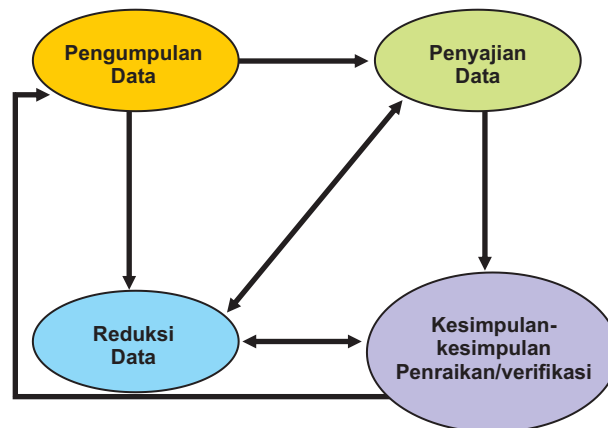 Pengumpulan
Data
Penyajian
Data
Reduksi
Data
Kesimpulan-
kesimpulan
Penraikan/verifikasi